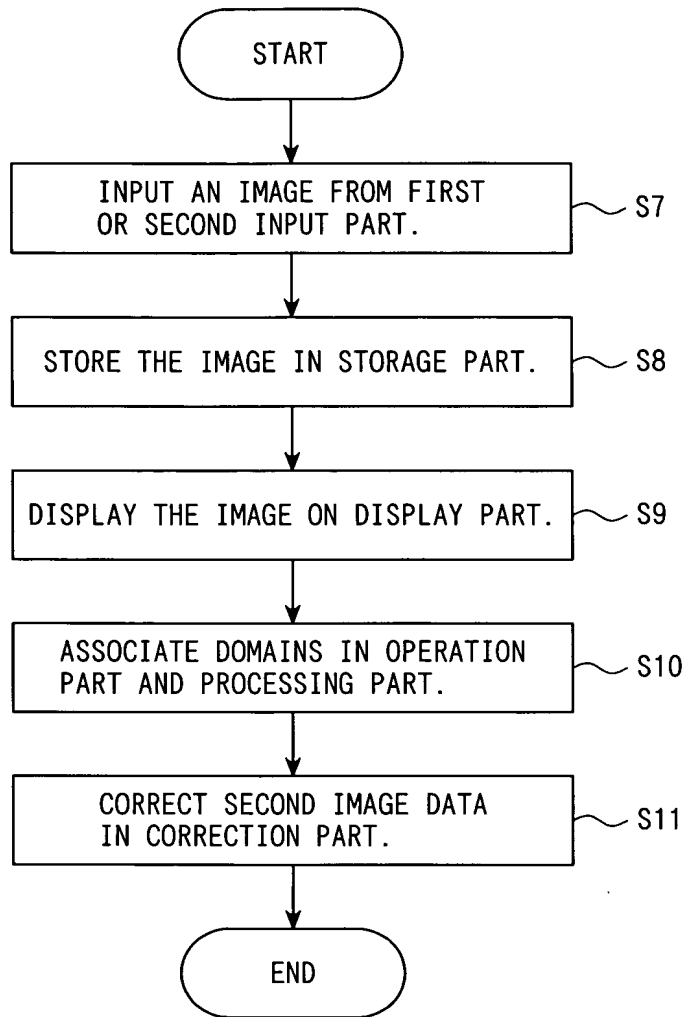 START
INPUT AN IMAGE FROM FIRST
OR SECOND INPUT PART.
S7
STORE THE IMAGE IN STORAGE PART.
S8
DISPLAY THE IMAGE ON DISPLAY PART.
S9
ASSOCIATE DOMAINS IN OPERATION
PART AND PROCESSING PART.
S10
CORRECT SECOND IMAGE DATA
IN CORRECTION PART.
S11
END